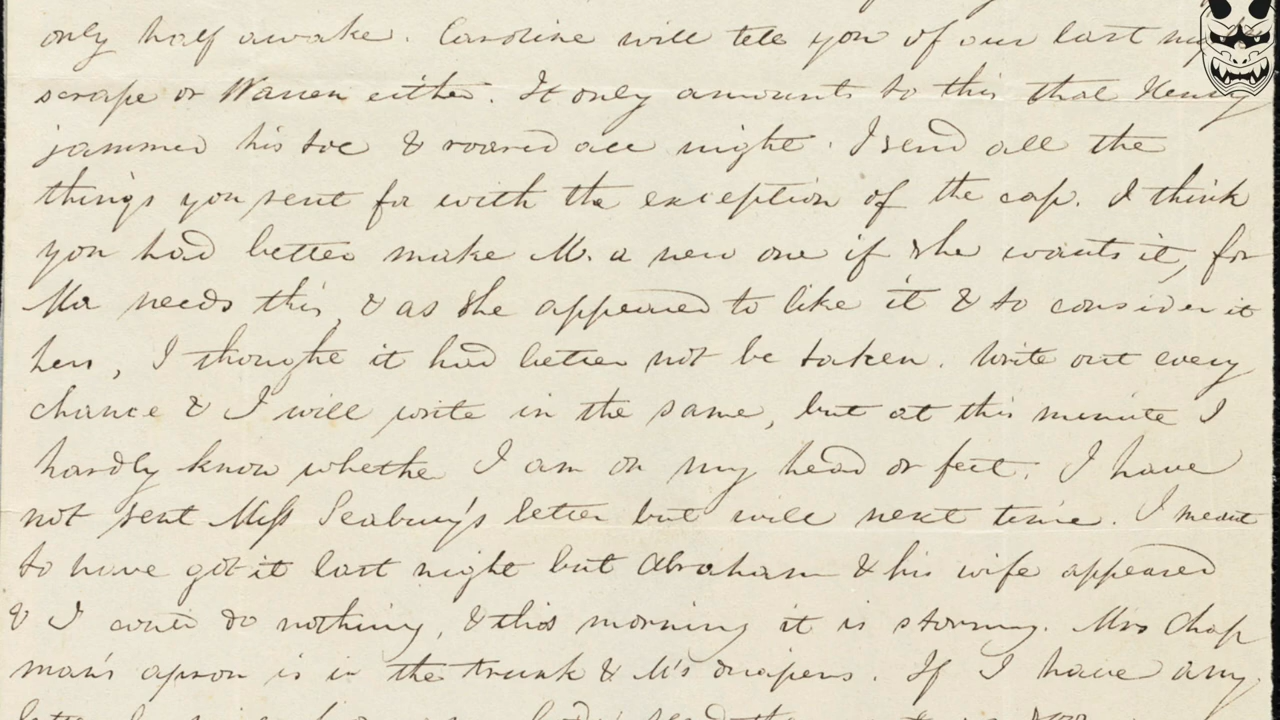 only half awake. Caroline will tell you of our last
scrape or Warren either. It only amounts to this that Henry
jammed his toe & roared all night. I send all the
things you sent for with the exception of the cap. I think
you had better make M. a new one if she wants it, for
Ma needs this, & as she appeared to like it & to consider it
hers, I thought it had better not be taken. Write out every
chance & I will write in the same, but at this minute I
hardly know whethe I am on my head or feet. I have
not sent Miss Seabury's letter but will next time. I meant
to have got it last night but Abraham & his wife appeared
& I could do nothing, & this morning it is stormy. Mrs Chap
man's apron is in the trunk & M's diapers. If I have any